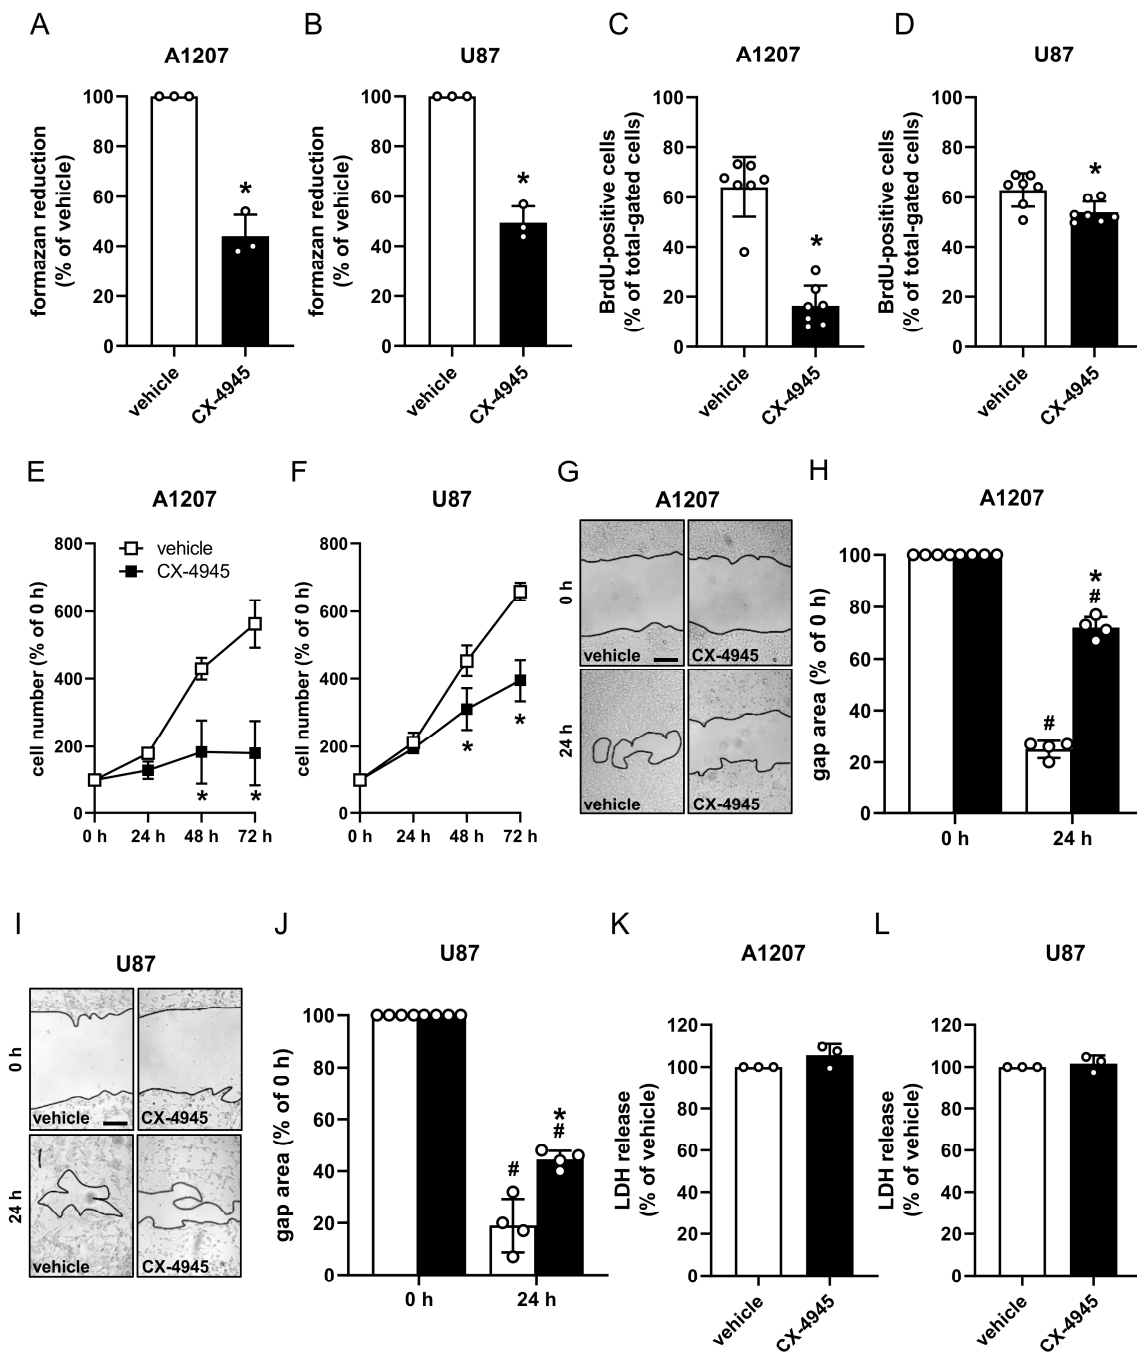 A
A1207
formazan reduction
(% of vehicle)
100
80
60
40
20
0
*
vehicle
CX-4945
B
U87
formazan reduction
(% of vehicle)
100
80
60
40
20
0
*
vehicle
CX-4945
C
A1207
BrdU-positive cells
(% of total-gated cells)
100
80
60
40
20
0
*
vehicle
CX-4945
D
U87
BrdU-positive cells
(% of total-gated cells)
100
80
60
40
20
0
*
vehicle
CX-4945
E
A1207
cell number (% of 0 h)
800
600
400
200
0
vehicle
CX-4945
* *
0 h 24 h 48 h 72 h
F
U87
cell number (% of 0 h)
800
600
400
200
0
* *
0 h 24 h 48 h 72 h
G
A1207
0 h
vehicle CX-4945
24 h
vehicle CX-4945
H
A1207
gap area (% of 0 h)
100
80
60
40
20
0
#
*
#
0 h 24 h
I
U87
0 h
vehicle CX-4945
24 h
vehicle CX-4945
J
U87
gap area (% of 0 h)
100
80
60
40
20
0
#
*
#
0 h 24 h
K
A1207
LDH release
(% of vehicle)
120
100
80
60
40
20
0
vehicle
CX-4945
L
U87
LDH release
(% of vehicle)
120
100
80
60
40
20
0
vehicle
CX-4945